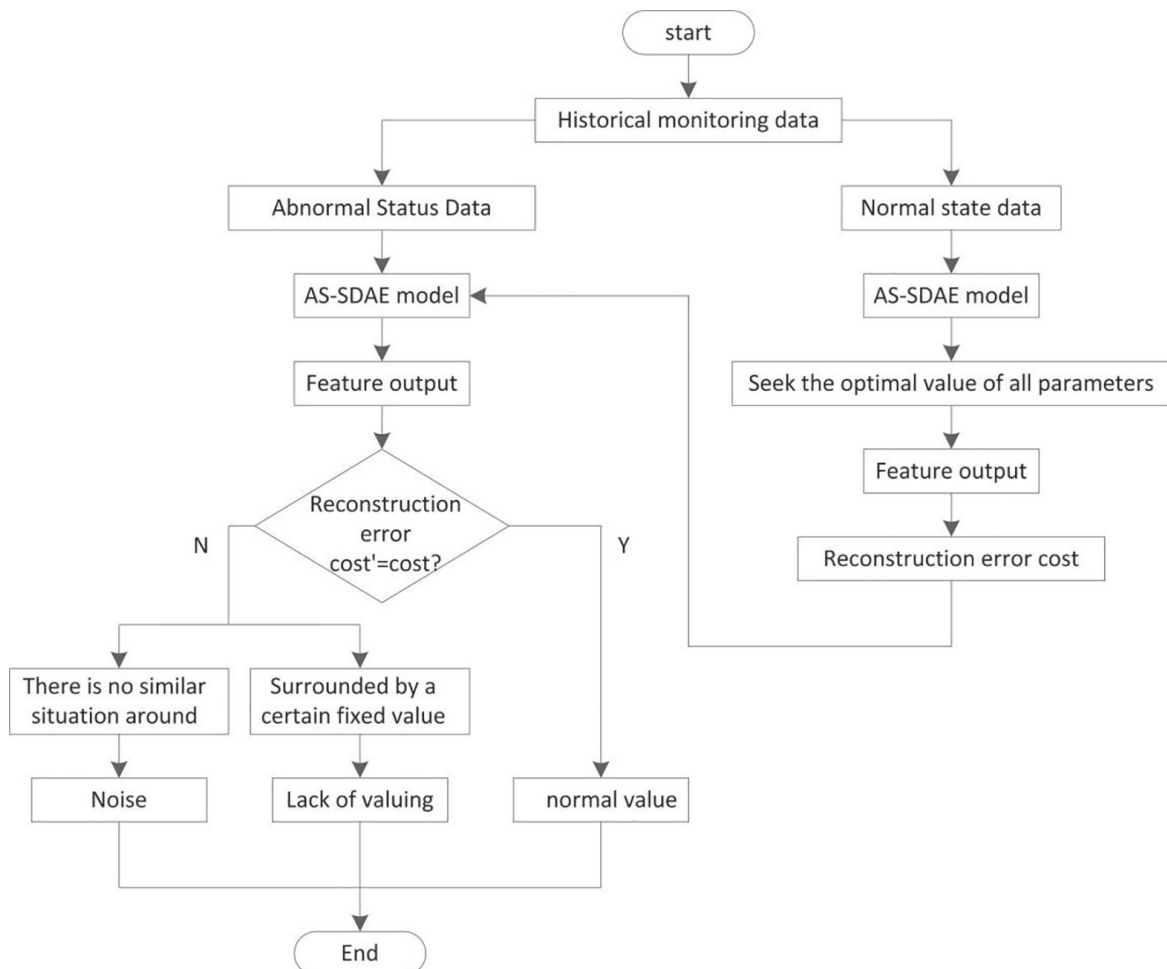 start
Historical monitoring data
Abnormal Status Data
Normal state data
AS-SDAE model
AS-SDAE model
Feature output
Seek the optimal value of all parameters
Feature output
Reconstruction
error
cost'=cost?
N
Y
Reconstruction error cost
There is no similar
situation around
Surrounded by a
certain fixed value
Noise
Lack of valuing
normal value
End